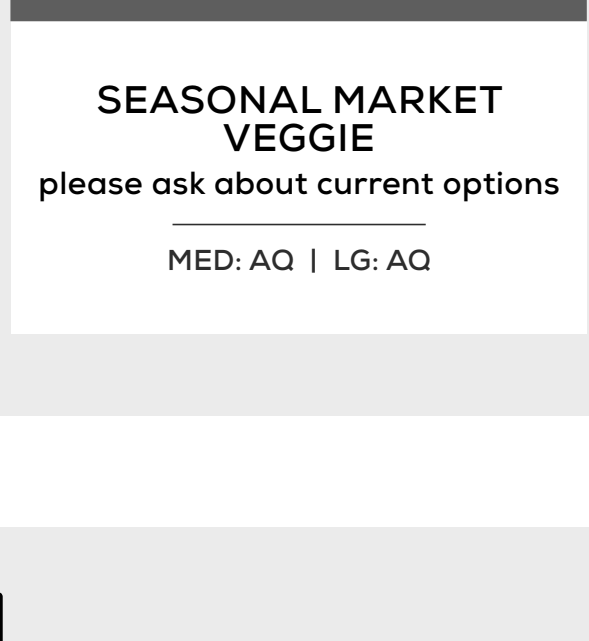 SEASONAL MARKET
VEGGIE
please ask about current options
MED: AQ | LG: AQ